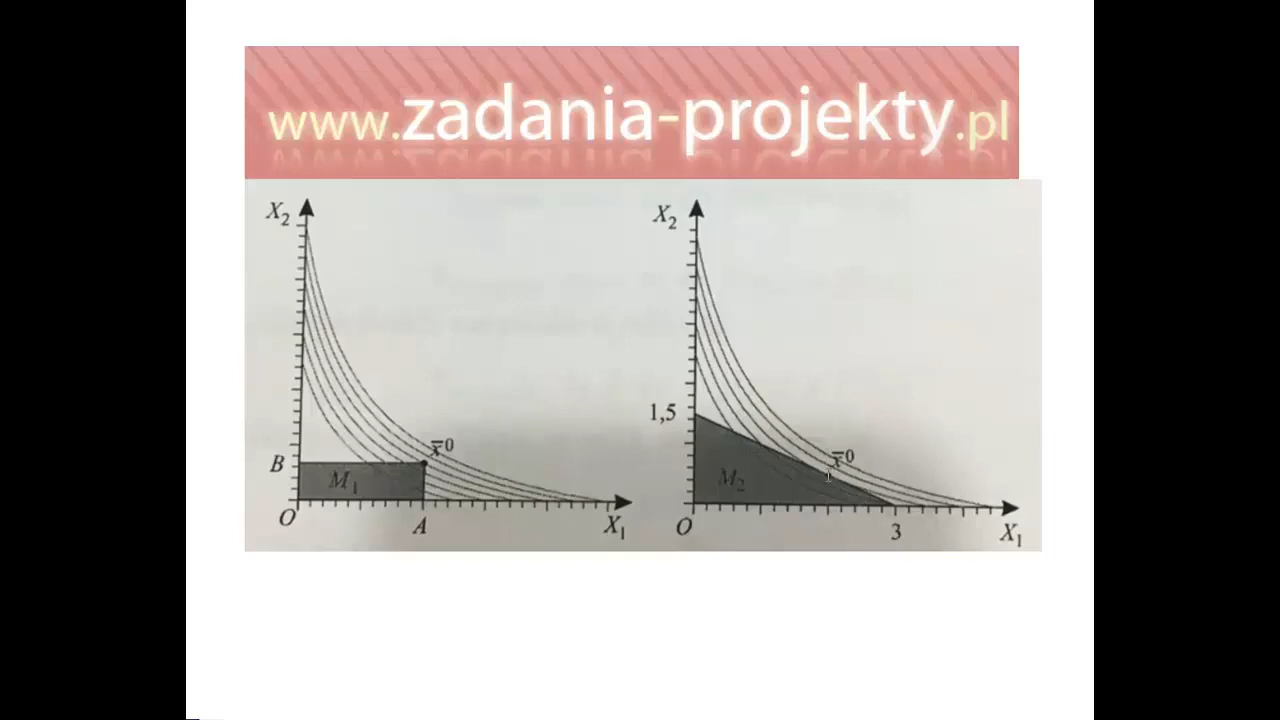 www.zadania-projekty.pl
X2
B
M1
x̄0
O
A
X1
X2
1,5
M2
x̄0
O
3
X1